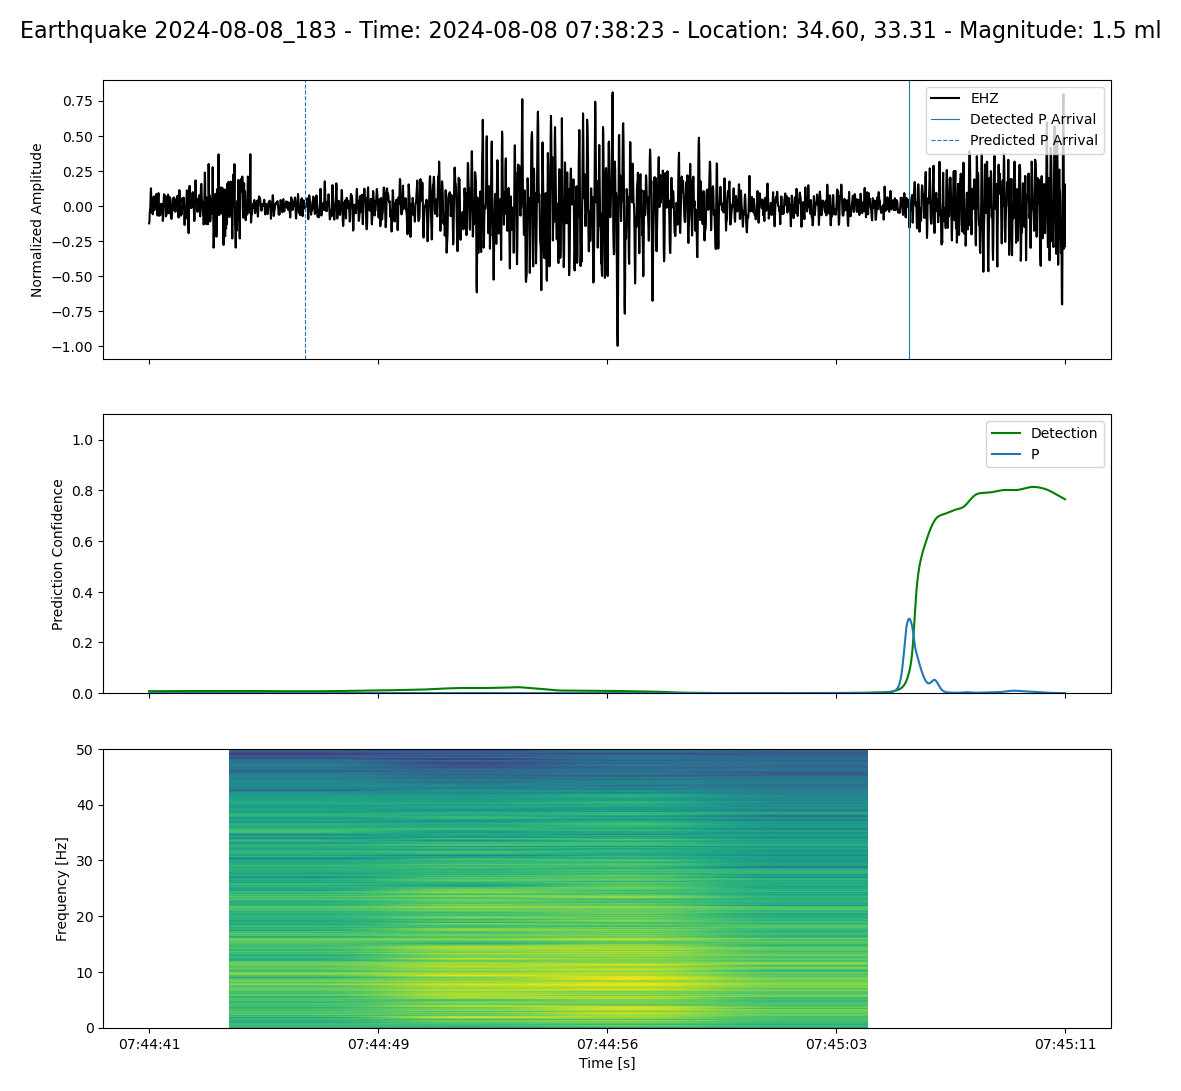 Earthquake 2024-08-08_183 - Time: 2024-08-08 07:38:23 - Location: 34.60, 33.31 - Magnitude: 1.5 ml
Normalized Amplitude
0.75
0.50
0.25
0.00
−0.25
−0.50
−0.75
−1.00
EHZ
Detected P Arrival
Predicted P Arrival
Prediction Confidence
1.0
0.8
0.6
0.4
0.2
0.0
Detection
P
Frequency [Hz]
50
40
30
20
10
0
07:44:41 07:44:49 07:44:56 07:45:03 07:45:11
Time [s]